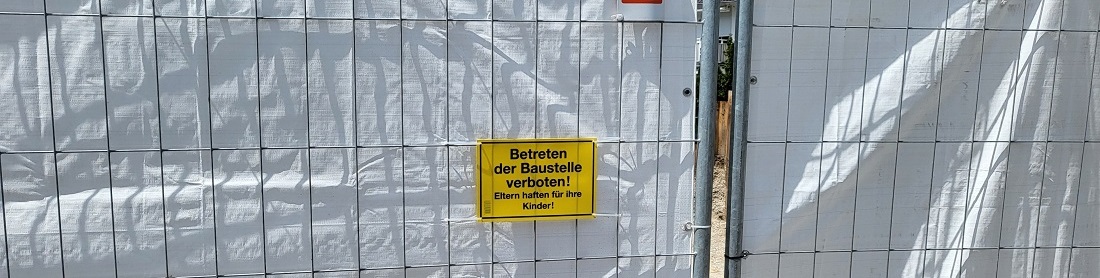 Betreten
der Baustelle
verboten!
Eltern haften für ihre
Kinder!